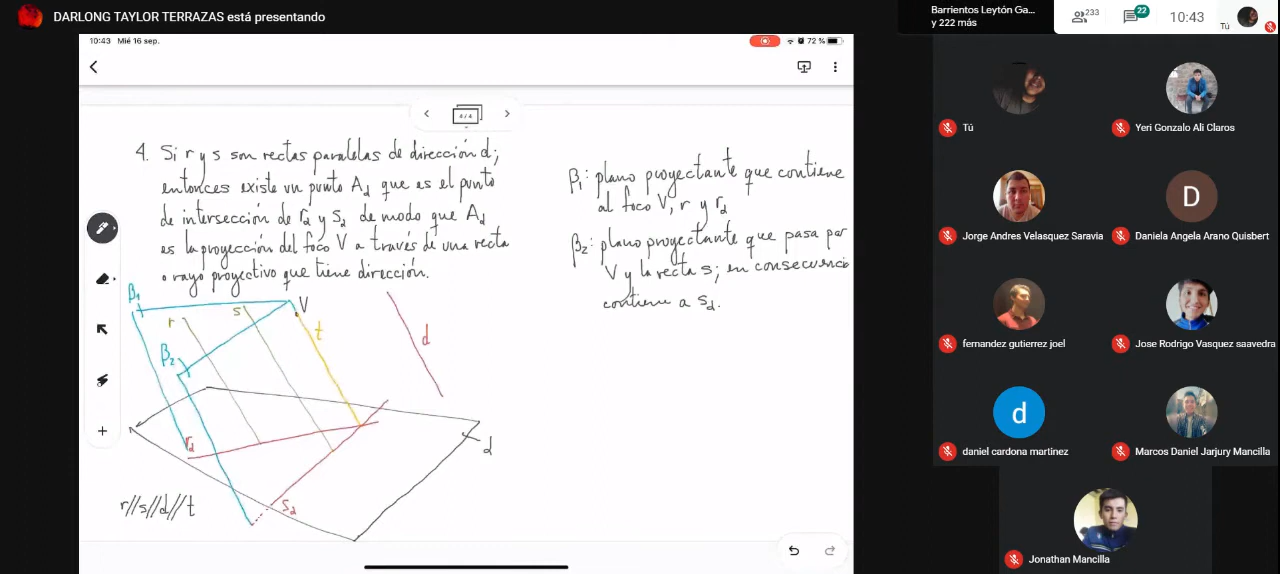 DARLONG TAYLOR TERRAZAS está presentando
Barrientos Leytón Ga...
y 222 más
233
22
10:43
Tú
10:43 Mié 16 sep.
72 %
4/4
4. Si r y s son rectas paralelas de dirección d;
entonces existe un punto A_d que es el punto
de intersección de r_d y s_d de modo que A_d
es la proyección del foco V a través de una recta
o rayo proyectivo que tiene dirección.
β₁: plano proyectante que contiene
al foco V, r y r_d
β₂: plano proyectante que pasa por
V y la recta s; en consecuencia
contiene a s_d.
β₁
r
s
V
t
d
β₂
r_d
s_d
α
r//s//d//t
Tú
Yeri Gonzalo Ali Claros
Jorge Andres Velasquez Saravia
D
Daniela Angela Arano Quisbert
fernandez gutierrez joel
Jose Rodrigo Vasquez saavedra
d
daniel cardona martinez
Marcos Daniel Jarjury Mancilla
Jonathan Mancilla